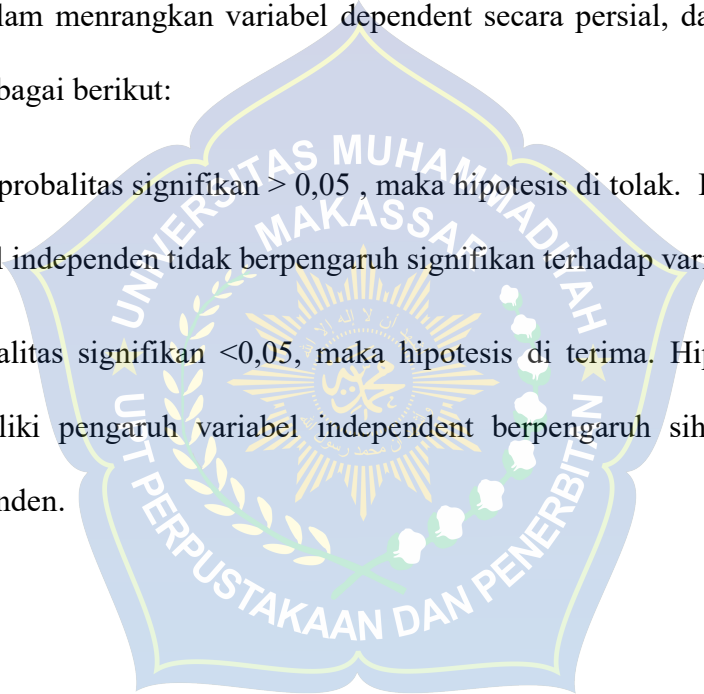 lam menrangkan variabel dependent secara persial, da
bagai berikut:
probalitas signifikan > 0,05 , maka hipotesis di tolak.
l independen tidak berpengaruh signifikan terhadap vari
alitas signifikan <0,05, maka hipotesis di terima. Hip
liki pengaruh variabel independent berpengaruh sih
nden.
UNIVERSITAS MUHAMMADIYAH
MAKASSAR
UPT PERPUSTAKAAN DAN PENERBITAN